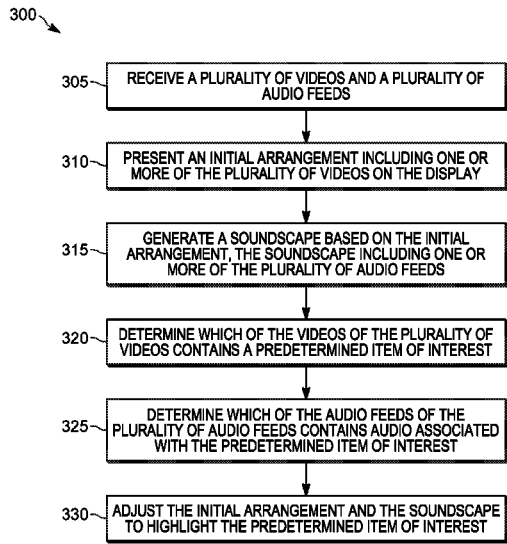 300
305
RECEIVE A PLURALITY OF VIDEOS AND A PLURALITY OF
AUDIO FEEDS
310
PRESENT AN INITIAL ARRANGEMENT INCLUDING ONE OR
MORE OF THE PLURALITY OF VIDEOS ON THE DISPLAY
315
GENERATE A SOUNDSCAPE BASED ON THE INITIAL
ARRANGEMENT, THE SOUNDSCAPE INCLUDING ONE OR
MORE OF THE PLURALITY OF AUDIO FEEDS
320
DETERMINE WHICH OF THE VIDEOS OF THE PLURALITY OF
VIDEOS CONTAINS A PREDETERMINED ITEM OF INTEREST
325
DETERMINE WHICH OF THE AUDIO FEEDS OF THE
PLURALITY OF AUDIO FEEDS CONTAINS AUDIO ASSOCIATED
WITH THE PREDETERMINED ITEM OF INTEREST
330
ADJUST THE INITIAL ARRANGEMENT AND THE SOUNDSCAPE
TO HIGHLIGHT THE PREDETERMINED ITEM OF INTEREST